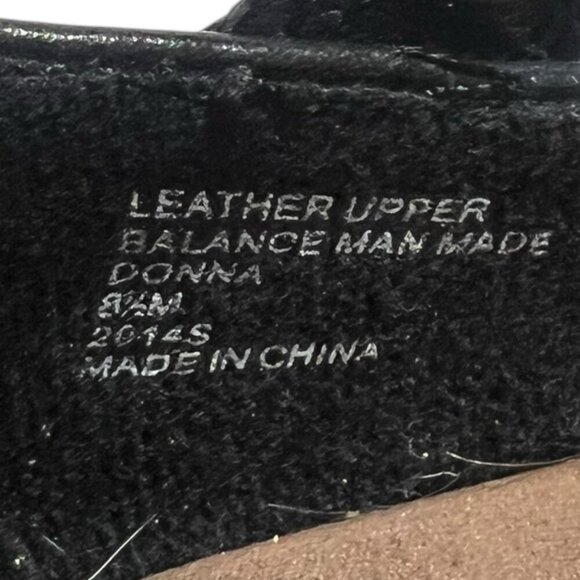 LEATHER UPPER
BALANCE MAN MADE
DONNA
8½M
2014S
MADE IN CHINA